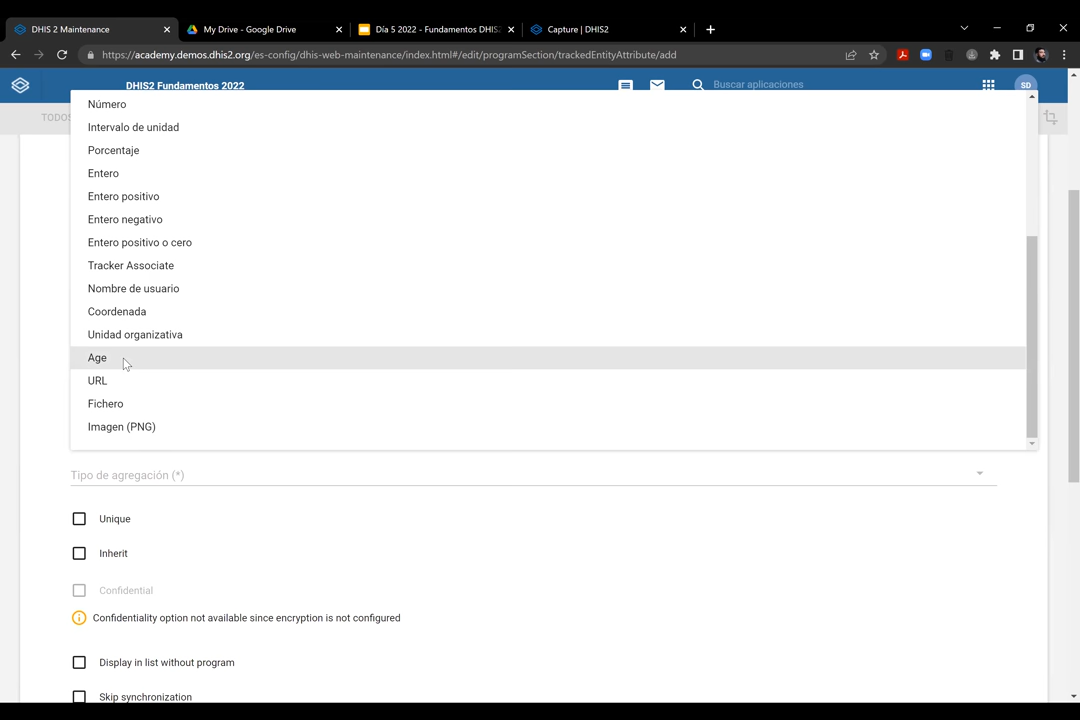 DHIS 2 Maintenance
My Drive - Google Drive
Día 5 2022 - Fundamentos DHIS2
Capture | DHIS2
https://academy.demos.dhis2.org/es-config/dhis-web-maintenance/index.html#/edit/programSection/trackedEntityAttribute/add
DHIS2 Fundamentos 2022
Buscar aplicaciones
SD
TODOS
Número
Intervalo de unidad
Porcentaje
Entero
Entero positivo
Entero negativo
Entero positivo o cero
Tracker Associate
Nombre de usuario
Coordenada
Unidad organizativa
Age
URL
Fichero
Imagen (PNG)
Tipo de agregación (*)
Unique
Inherit
Confidential
Confidentiality option not available since encryption is not configured
Display in list without program
Skip synchronization